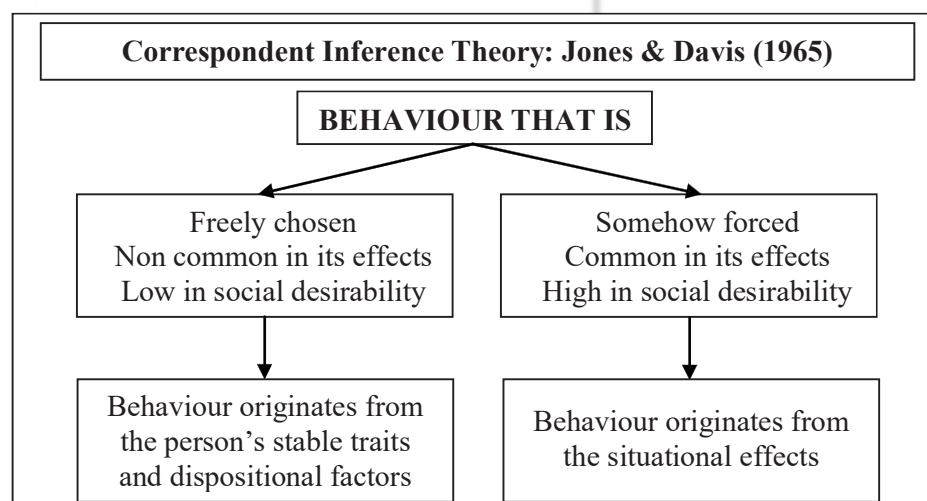 Correspondent Inference Theory: Jones & Davis (1965)
BEHAVIOUR THAT IS
Freely chosen
Non common in its effects
Low in social desirability
Somehow forced
Common in its effects
High in social desirability
Behaviour originates from
the person's stable traits
and dispositional factors
Behaviour originates from
the situational effects